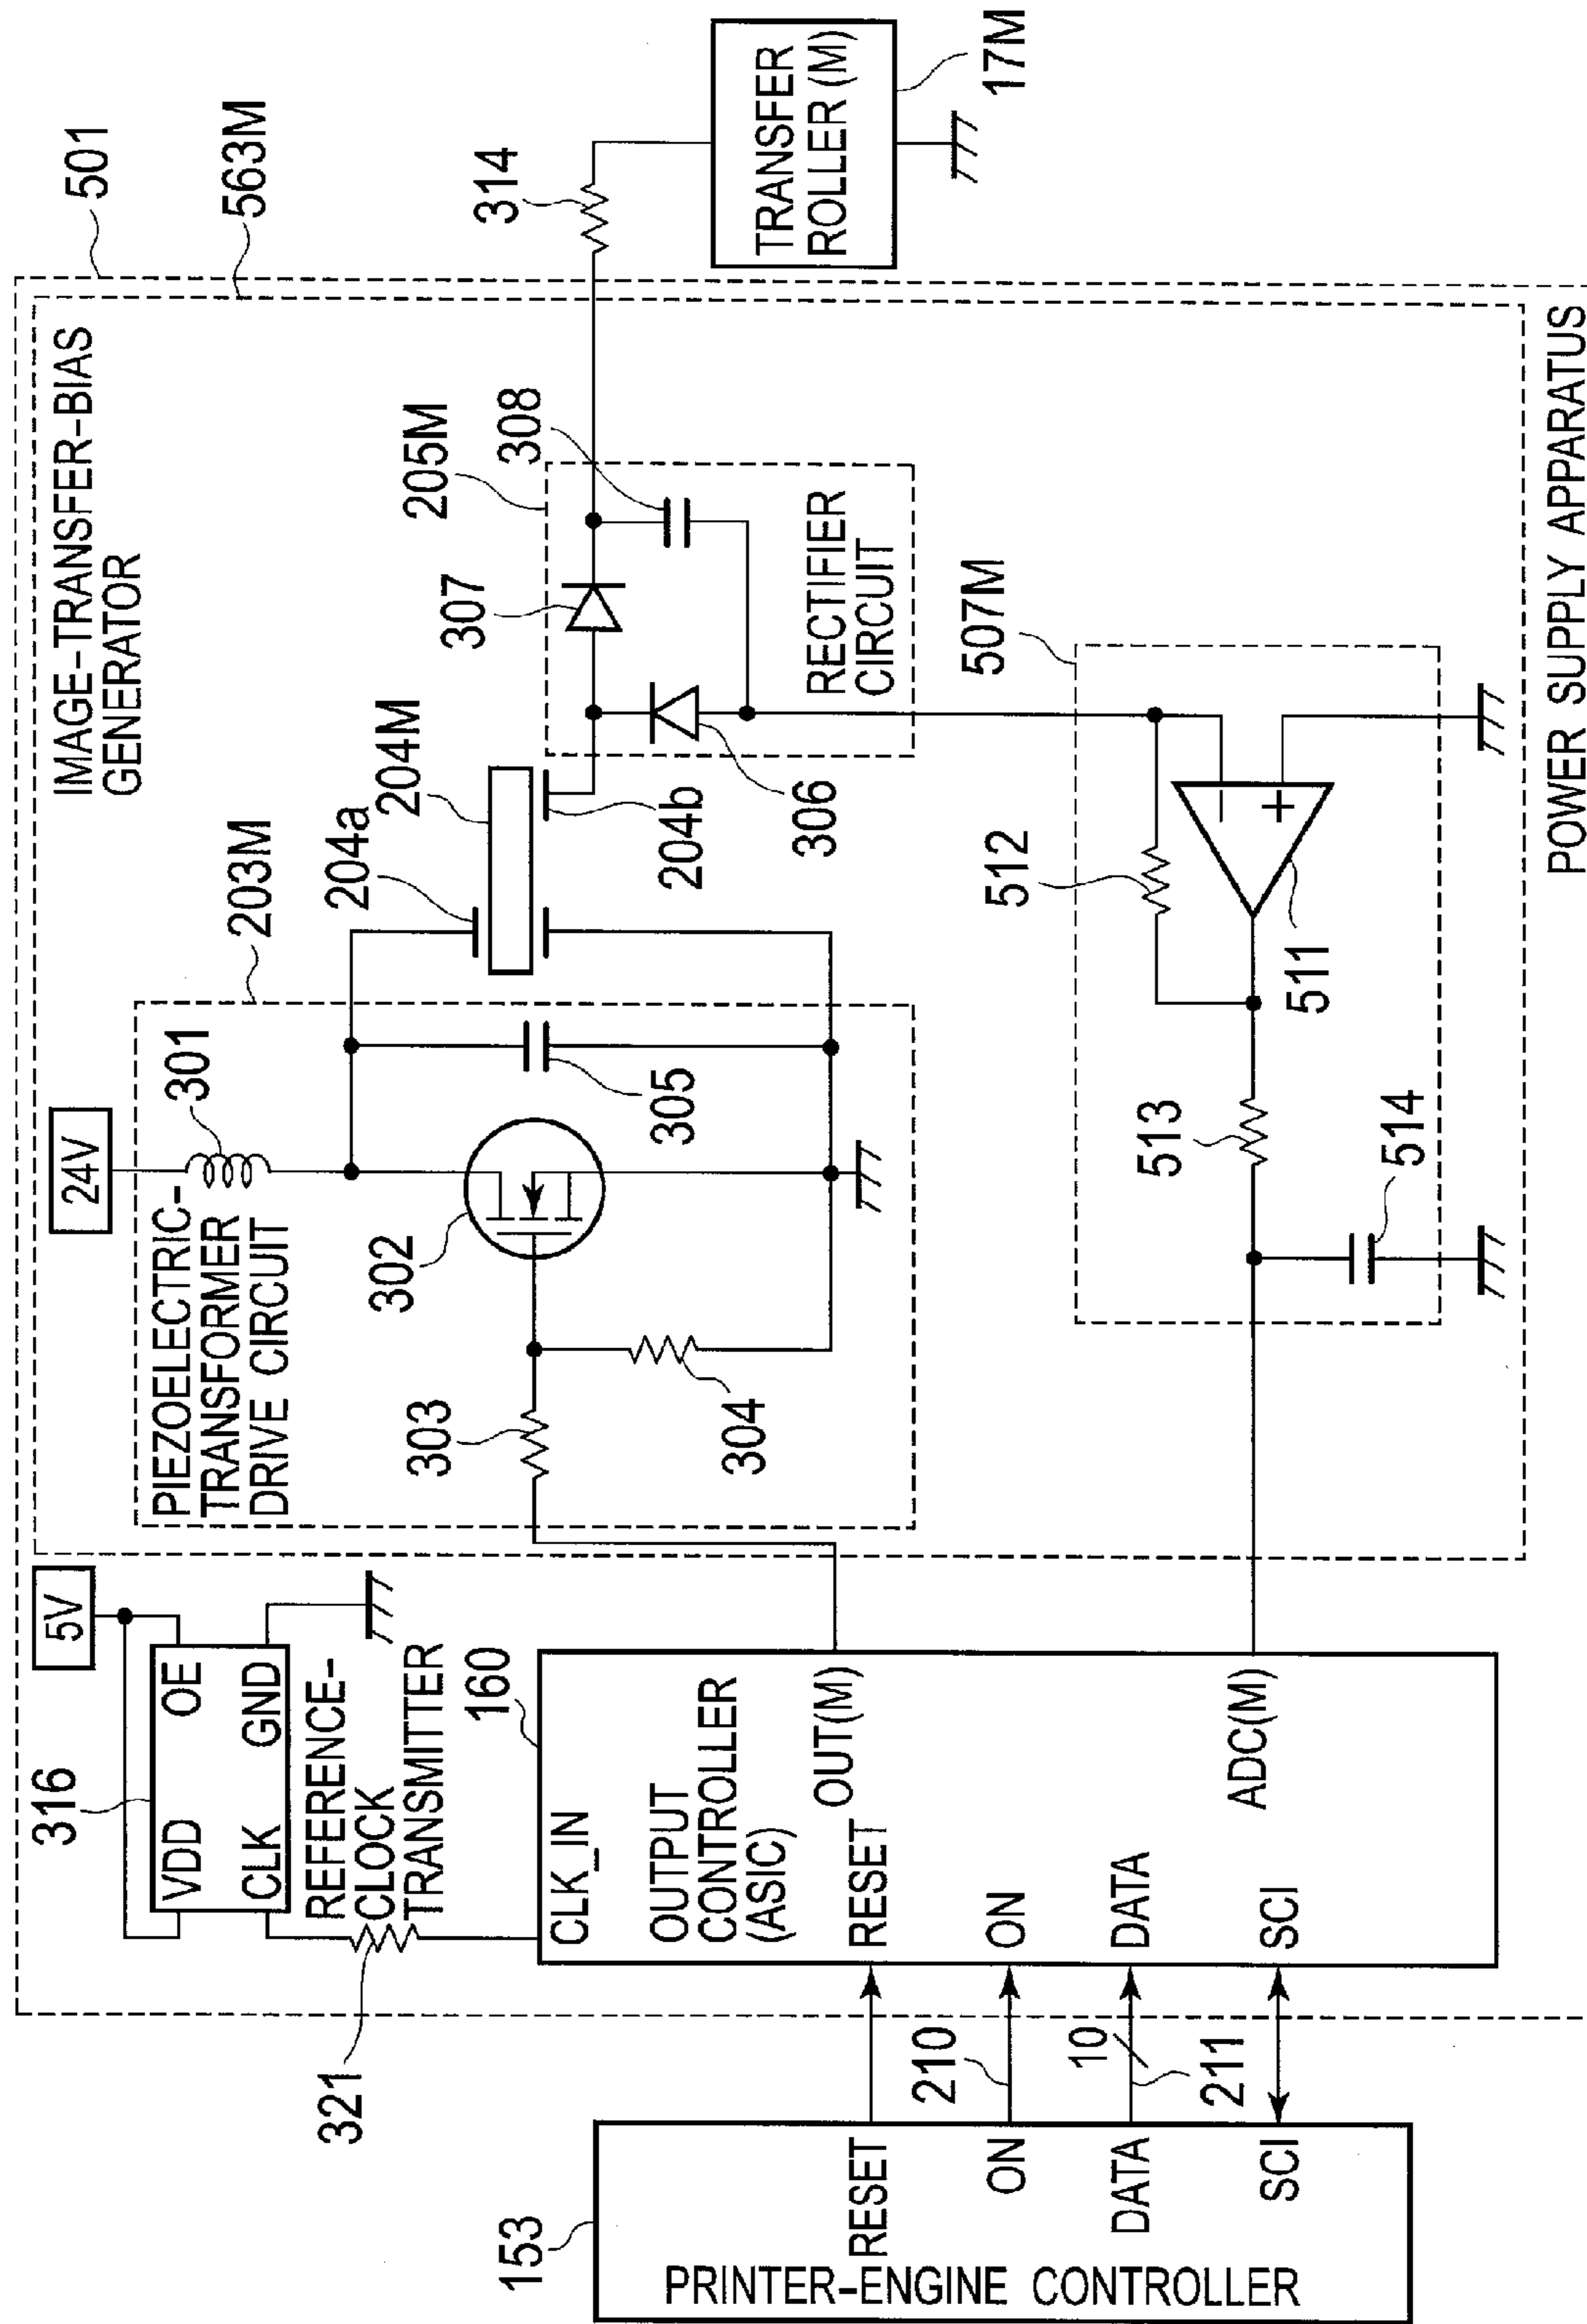 501
563M
IMAGE-TRANSFER-BIAS
GENERATOR
24V
203M
301
PIEZOELECTRIC-
TRANSFORMER
DRIVE CIRCUIT
302
303
304
305
204a
204M
204b
205M
307
308
306
RECTIFIER
CIRCUIT
314
TRANSFER
ROLLER (M)
17M
5V
316
VDD
OE
CLK
GND
REFERENCE-
CLOCK
TRANSMITTER
321
160
CLK_IN
OUTPUT
CONTROLLER
(ASIC)
OUT(M)
RESET
ON
DATA
ADC(M)
SCI
507M
512
−
+
511
513
514
POWER SUPPLY APPARATUS
153
RESET
ON
DATA
SCI
210
10
211
PRINTER-ENGINE CONTROLLER